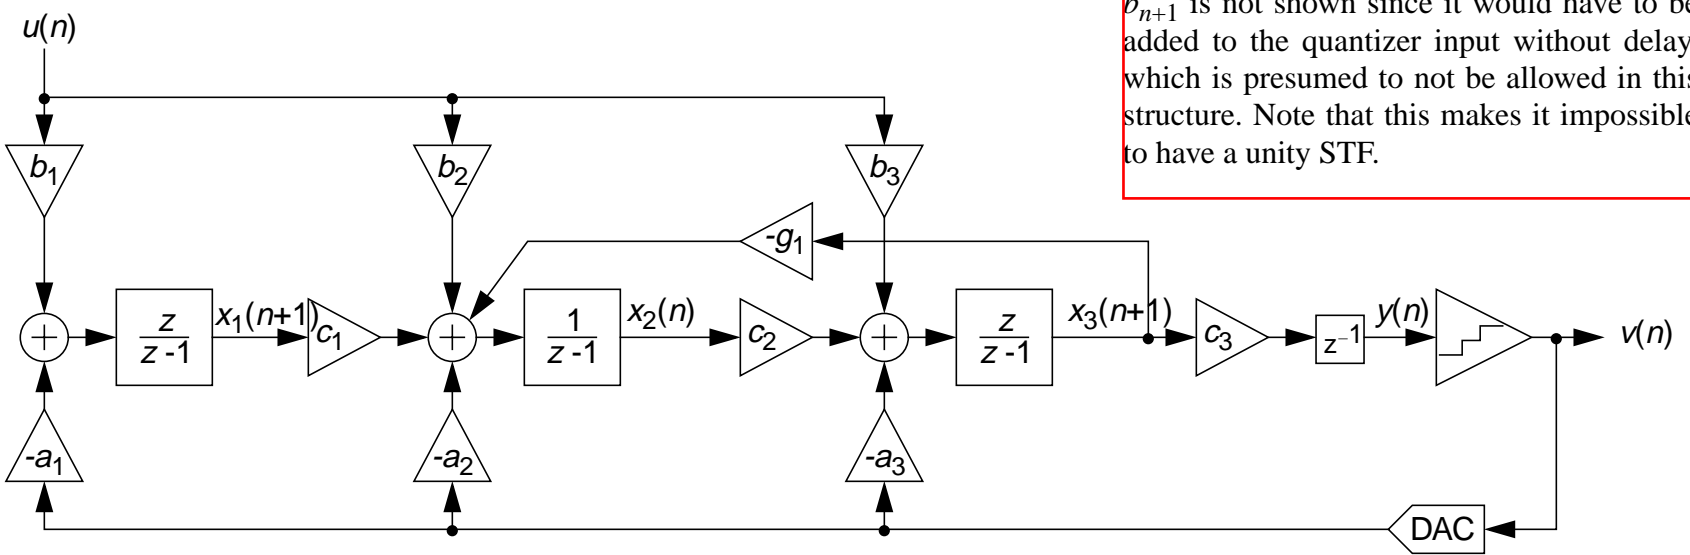 u(n)
b_{n+1} is not shown since it would have to be
added to the quantizer input without delay,
which is presumed to not be allowed in this
structure. Note that this makes it impossible
to have a unity STF.
b1
b2
b3
-g1
z
z -1
x1(n+1)
c1
1
z -1
x2(n)
c2
z
z -1
x3(n+1)
c3
z⁻¹
y(n)
v(n)
-a1
-a2
-a3
DAC